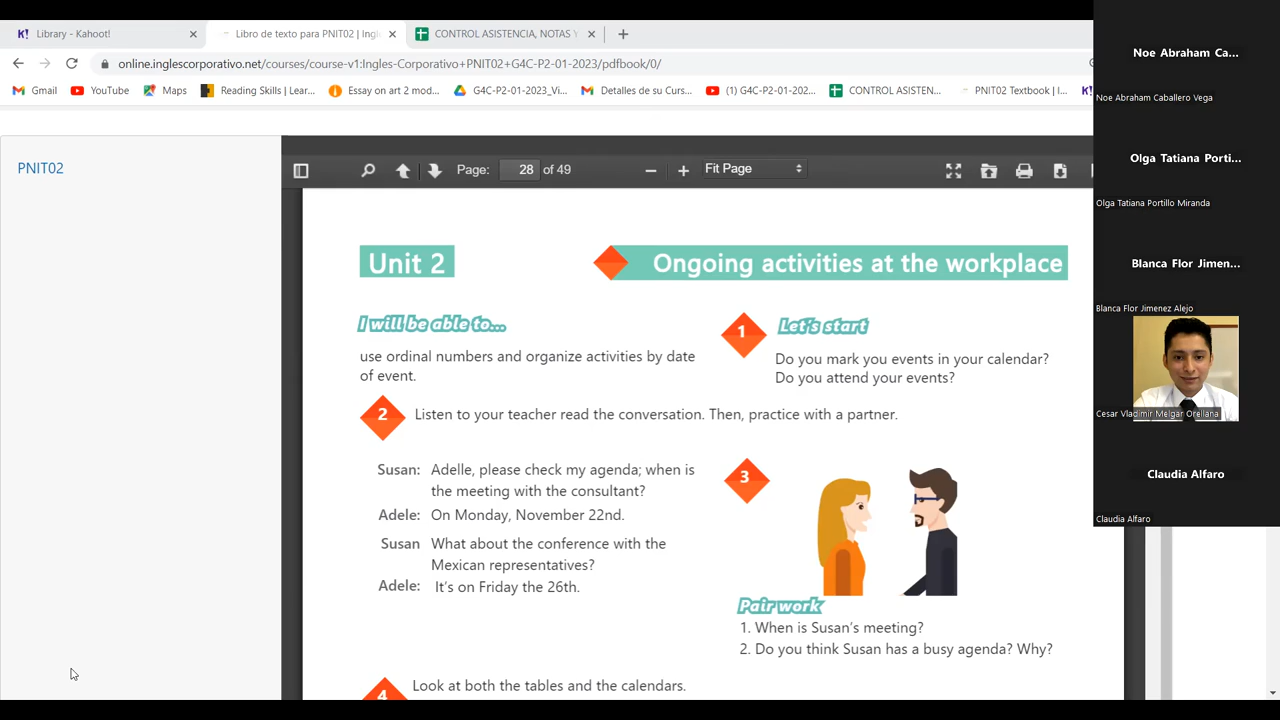 Library - Kahoot!
Libro de texto para PNIT02 | Ingl
CONTROL ASISTENCIA, NOTAS Y
online.inglescorporativo.net/courses/course-v1:Ingles-Corporativo+PNIT02+G4C-P2-01-2023/pdfbook/0/
Gmail
YouTube
Maps
Reading Skills | Lear...
Essay on art 2 mod...
G4C-P2-01-2023_Vi...
Detalles de su Curs...
(1) G4C-P2-01-202...
CONTROL ASISTEN...
PNIT02 Textbook | I...
PNIT02
Page: 28 of 49
Fit Page
Unit 2
Ongoing activities at the workplace
I will be able to...
use ordinal numbers and organize activities by date
of event.
1
Let's start
Do you mark you events in your calendar?
Do you attend your events?
2
Listen to your teacher read the conversation. Then, practice with a partner.
Susan: Adelle, please check my agenda; when is
the meeting with the consultant?
Adele: On Monday, November 22nd.
Susan What about the conference with the
Mexican representatives?
Adele: It's on Friday the 26th.
3
Pair work
1. When is Susan's meeting?
2. Do you think Susan has a busy agenda? Why?
4
Look at both the tables and the calendars.
Noe Abraham Ca...
Noe Abraham Caballero Vega
Olga Tatiana Porti...
Olga Tatiana Portillo Miranda
Blanca Flor Jimen...
Blanca Flor Jimenez Alejo
Cesar Vladimir Melgar Orellana
Claudia Alfaro
Claudia Alfaro